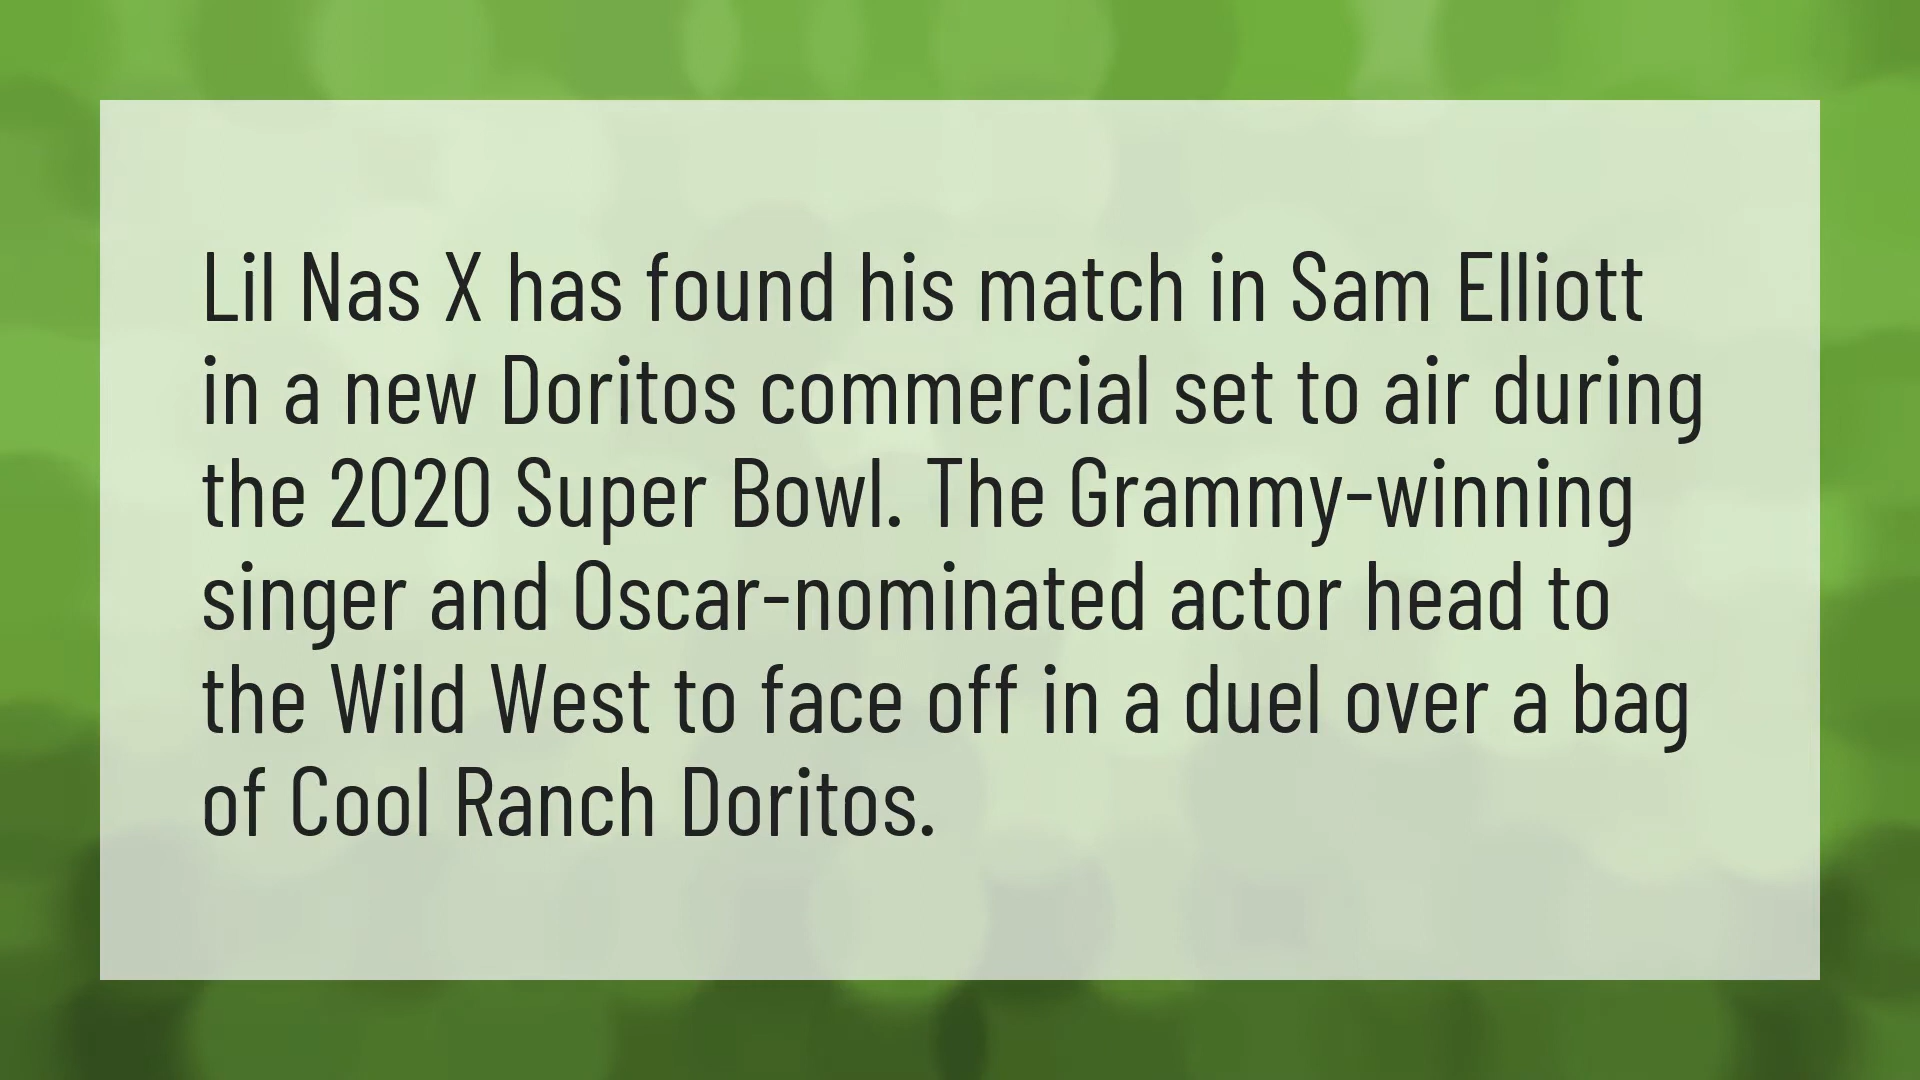 Lil Nas X has found his match in Sam Elliott
in a new Doritos commercial set to air during
the 2020 Super Bowl. The Grammy-winning
singer and Oscar-nominated actor head to
the Wild West to face off in a duel over a bag
of Cool Ranch Doritos.